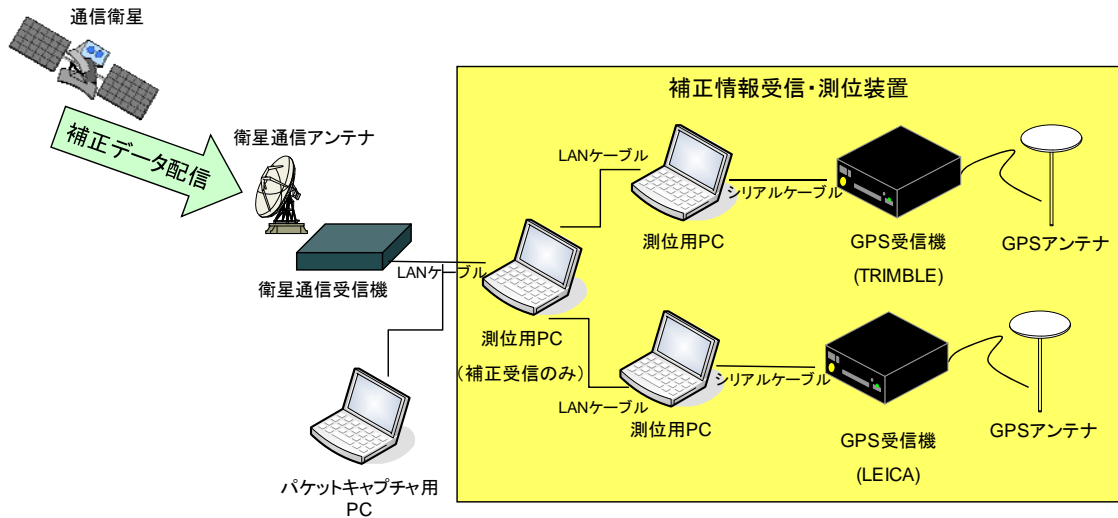 通信衛星
補正データ配信
衛星通信アンテナ
衛星通信受信機
LANケーブル
パケットキャプチャ用
PC
補正情報受信・測位装置
測位用PC
(補正受信のみ)
LANケーブル
測位用PC
シリアルケーブル
GPS受信機
(TRIMBLE)
GPSアンテナ
LANケーブル
測位用PC
シリアルケーブル
GPS受信機
(LEICA)
GPSアンテナ